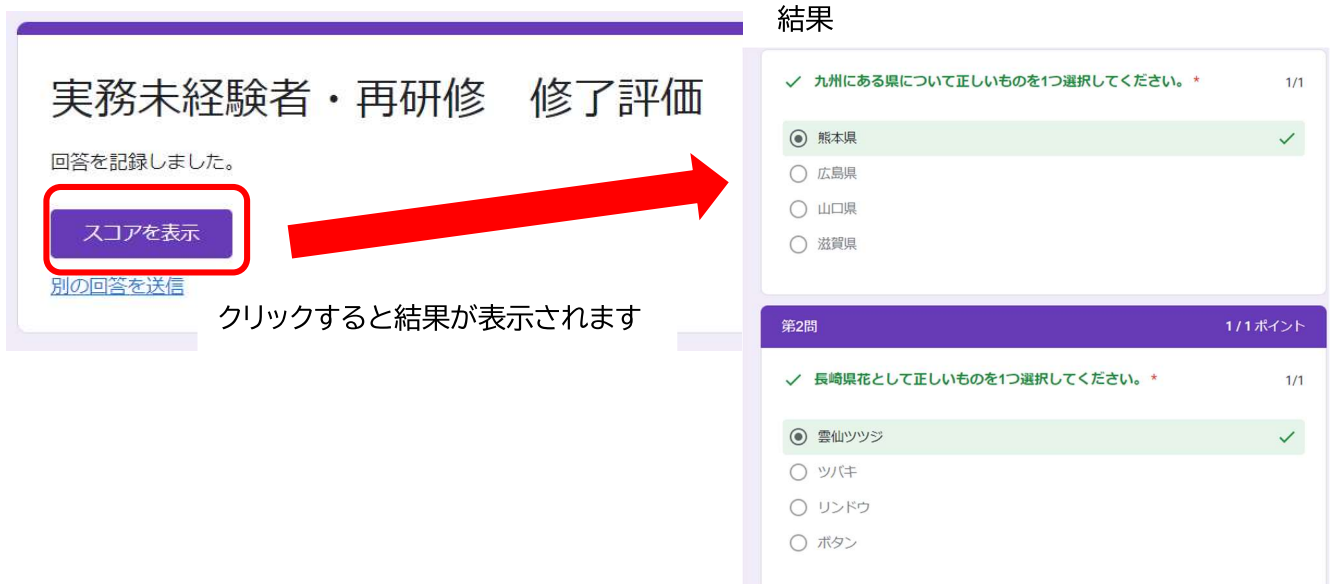 実務未経験者・再研修　修了評価
回答を記録しました。
スコアを表示
別の回答を送信
クリックすると結果が表示されます
結果
九州にある県について正しいものを1つ選択してください。 *
1/1
熊本県
広島県
山口県
滋賀県
第2問
1 / 1 ポイント
長崎県花として正しいものを1つ選択してください。 *
1/1
雲仙ツツジ
ツバキ
リンドウ
ボタン